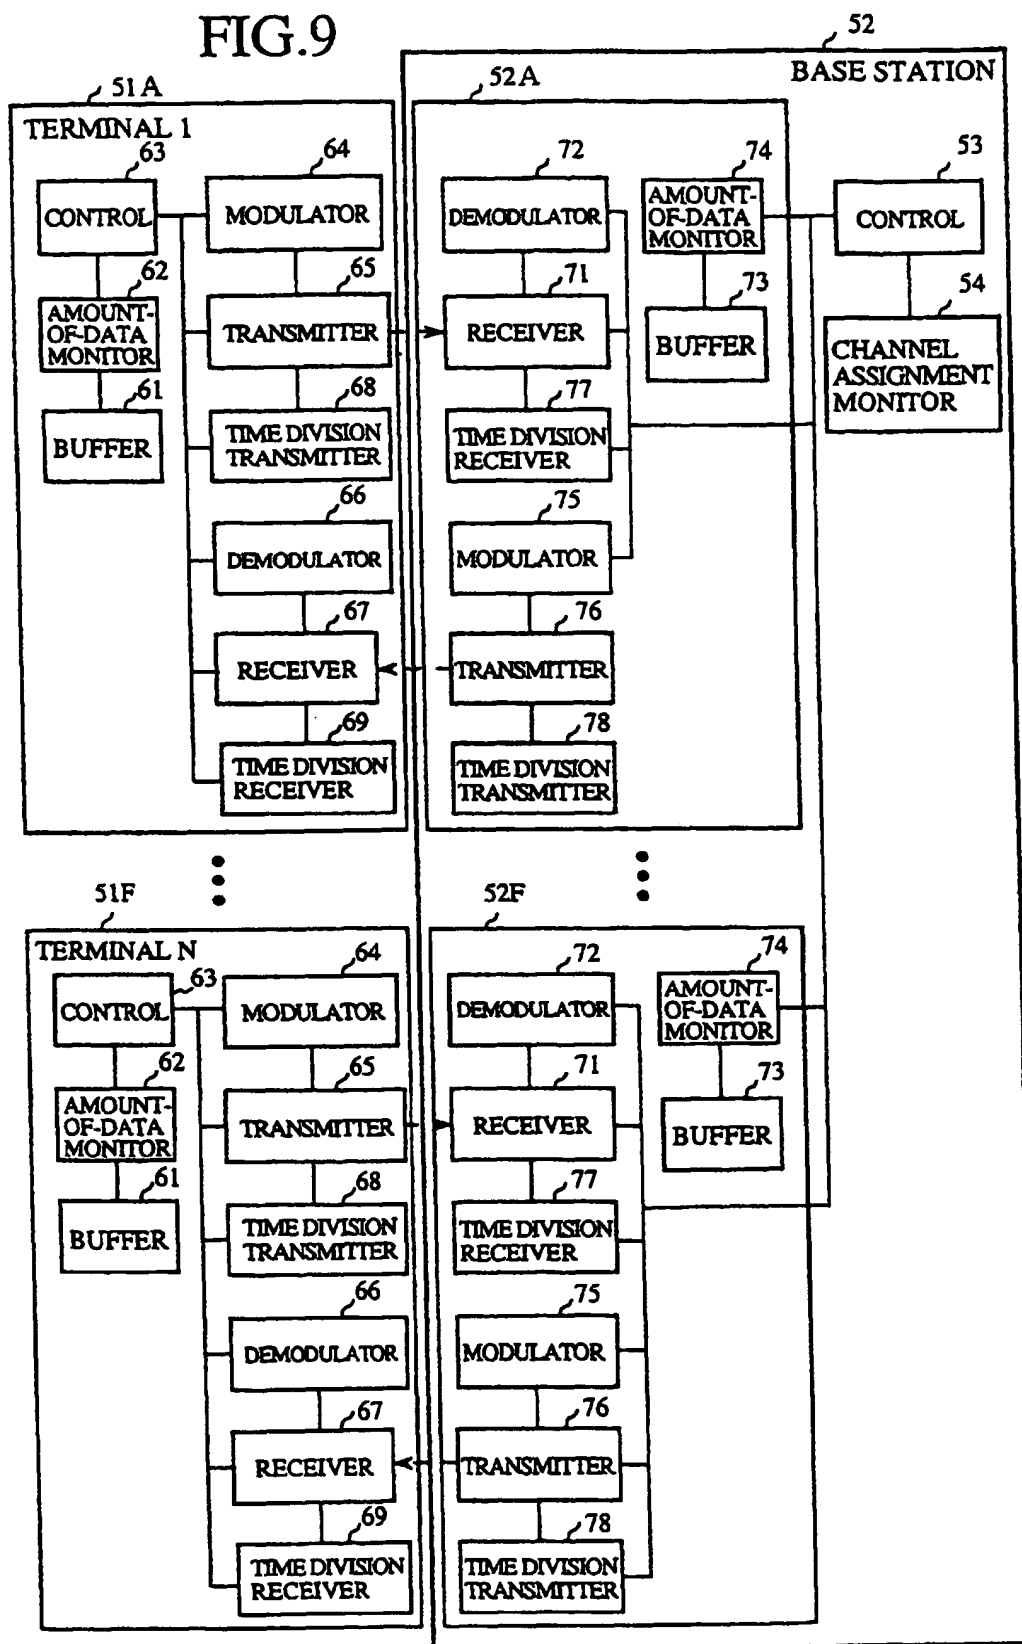 FIG.9
52
BASE STATION
51A
TERMINAL 1
63
CONTROL
62
AMOUNT-
OF-DATA
MONITOR
61
BUFFER
64
MODULATOR
65
TRANSMITTER
68
TIME DIVISION
TRANSMITTER
66
DEMODULATOR
67
RECEIVER
69
TIME DIVISION
RECEIVER
52A
72
DEMODULATOR
71
RECEIVER
77
TIME DIVISION
RECEIVER
75
MODULATOR
76
TRANSMITTER
78
TIME DIVISION
TRANSMITTER
74
AMOUNT-
OF-DATA
MONITOR
73
BUFFER
53
CONTROL
54
CHANNEL
ASSIGNMENT
MONITOR
51F
TERMINAL N
63
CONTROL
62
AMOUNT-
OF-DATA
MONITOR
61
BUFFER
64
MODULATOR
65
TRANSMITTER
68
TIME DIVISION
TRANSMITTER
66
DEMODULATOR
67
RECEIVER
69
TIME DIVISION
RECEIVER
52F
72
DEMODULATOR
71
RECEIVER
77
TIME DIVISION
RECEIVER
75
MODULATOR
76
TRANSMITTER
78
TIME DIVISION
TRANSMITTER
74
AMOUNT-
OF-DATA
MONITOR
73
BUFFER